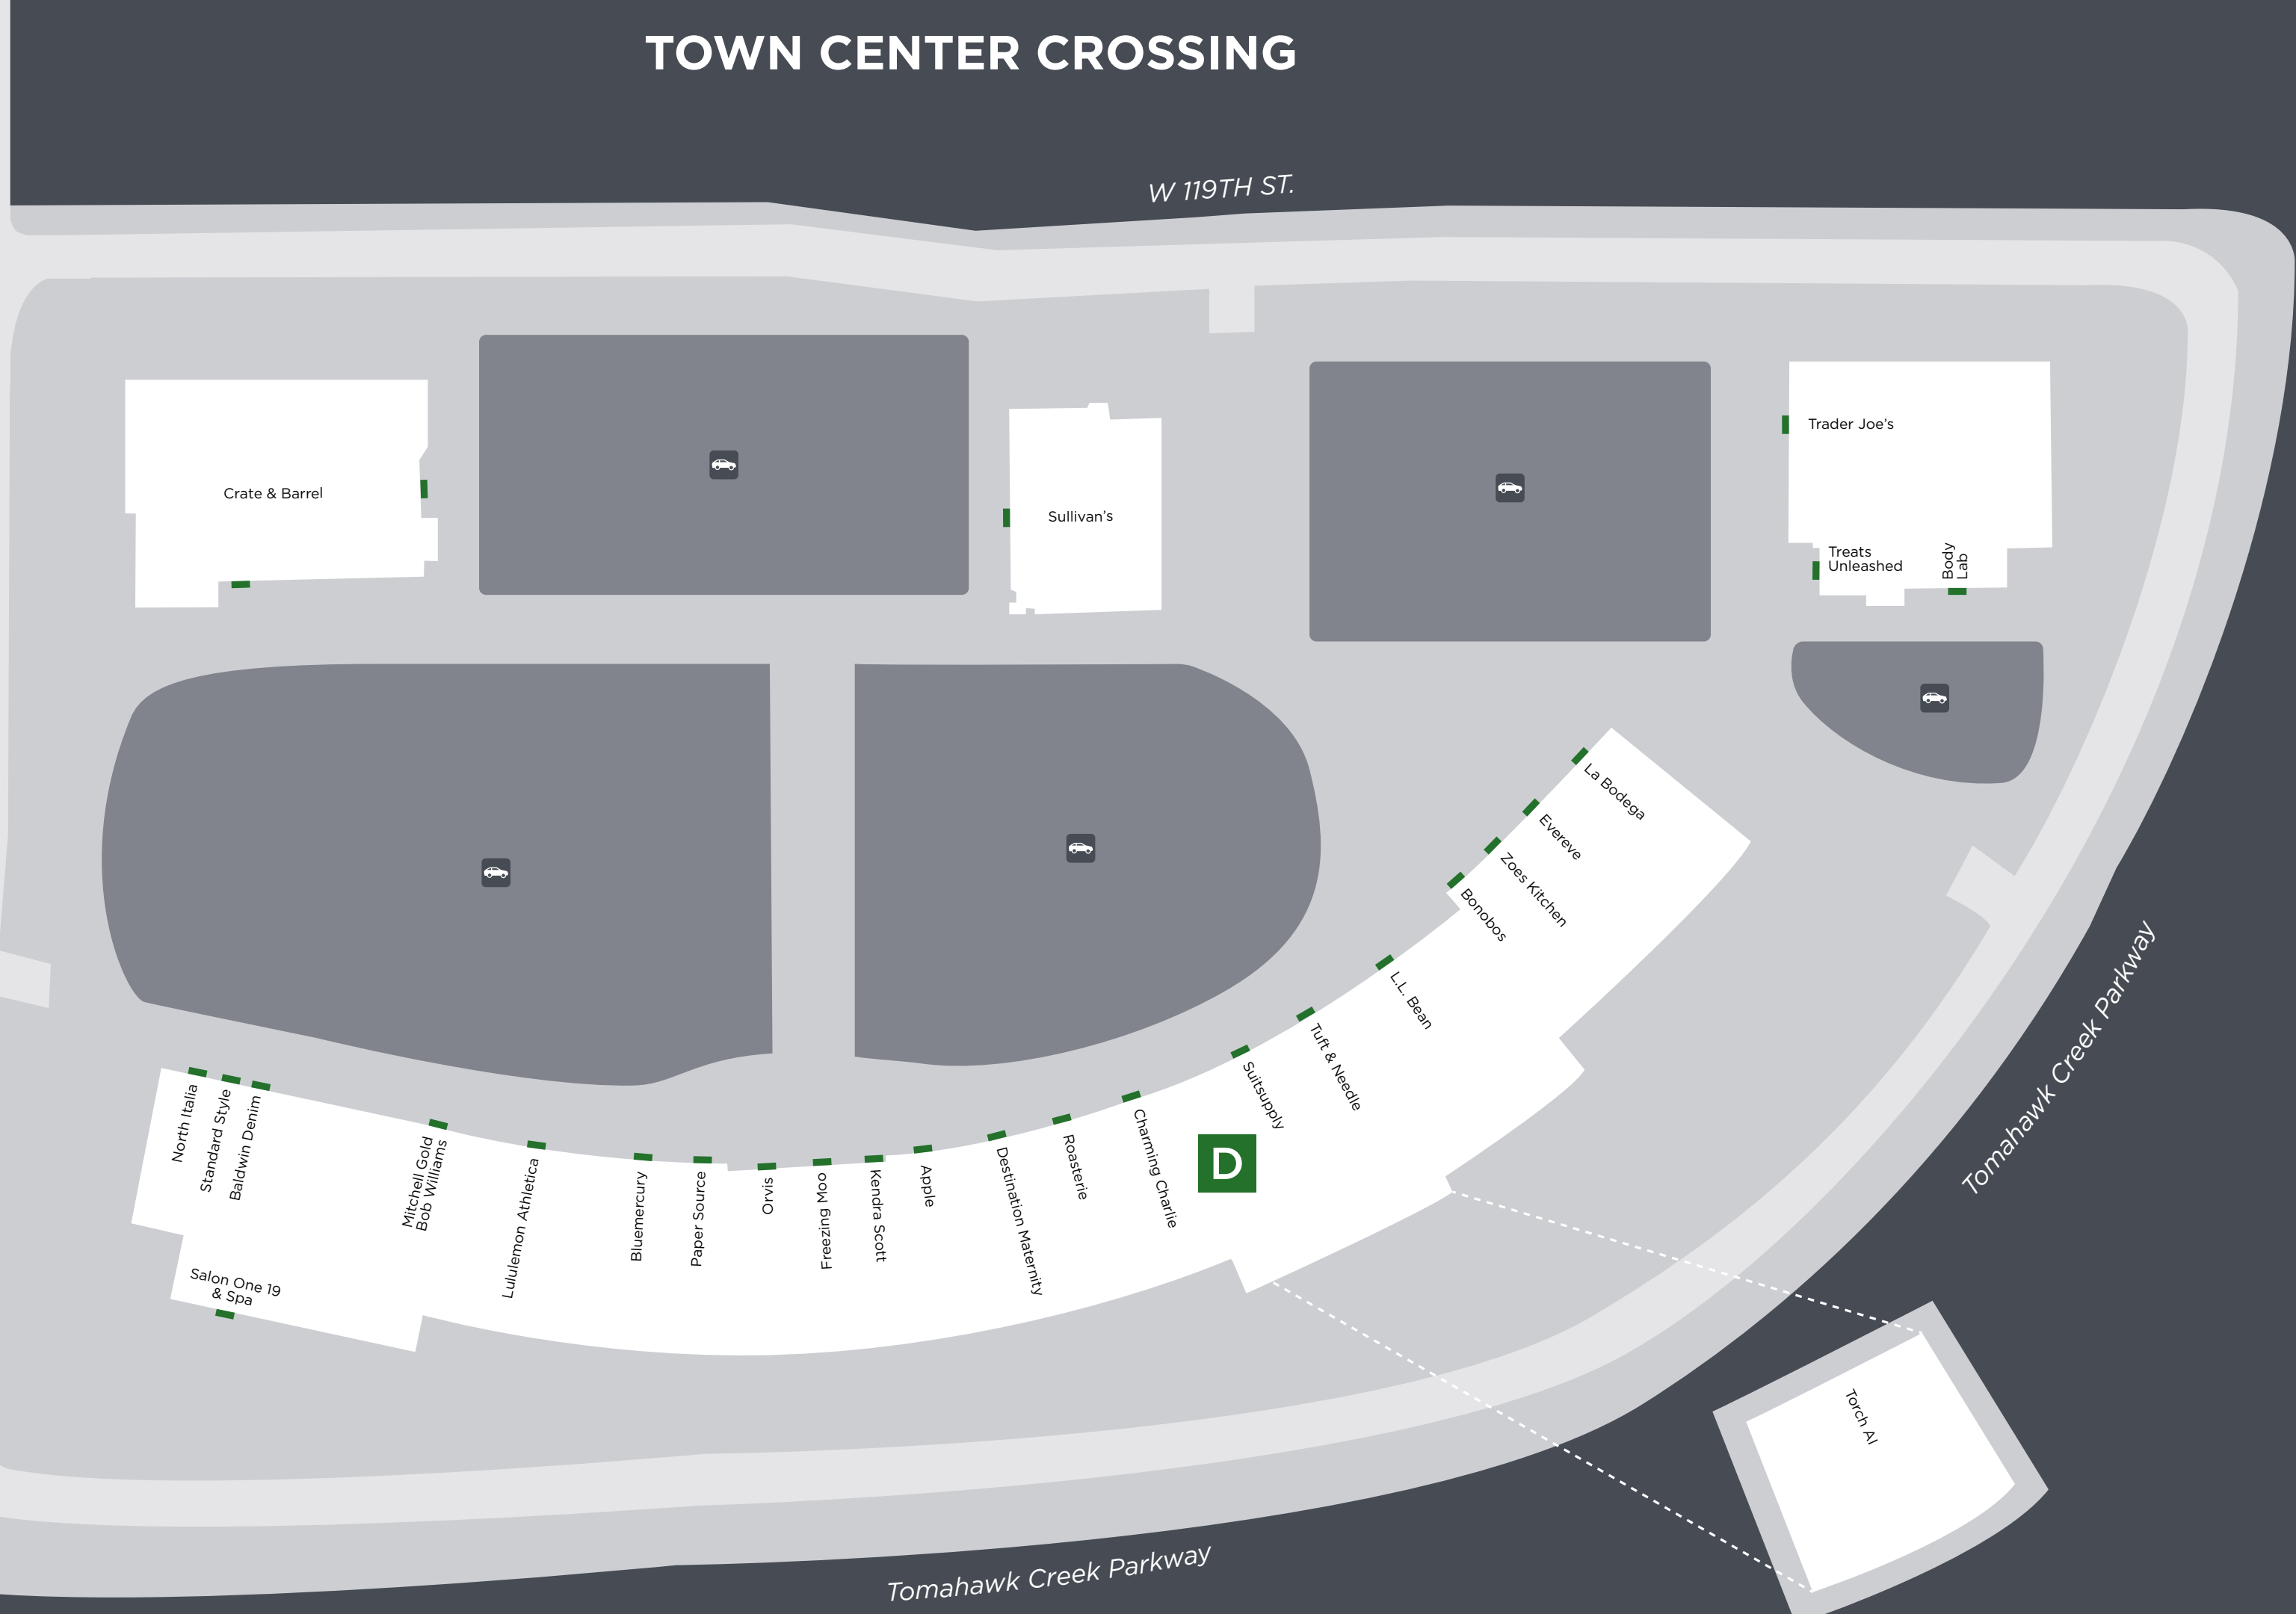 TOWN CENTER CROSSING
W 119TH ST.
Crate & Barrel
Sullivan's
Trader Joe's
Treats
Unleashed
Body
Lab
La Bodega
Evereve
Zoes Kitchen
Bonobos
L.L. Bean
Tuft & Needle
Suitsupply
D
Charming Charlie
Roasterie
Destination Maternity
Apple
Kendra Scott
Freezing Moo
Orvis
Paper Source
Bluemercury
Lululemon Athletica
Mitchell Gold
Bob Williams
Baldwin Denim
Standard Style
North Italia
Salon One 19
& Spa
Torch AI
Tomahawk Creek Parkway
Tomahawk Creek Parkway